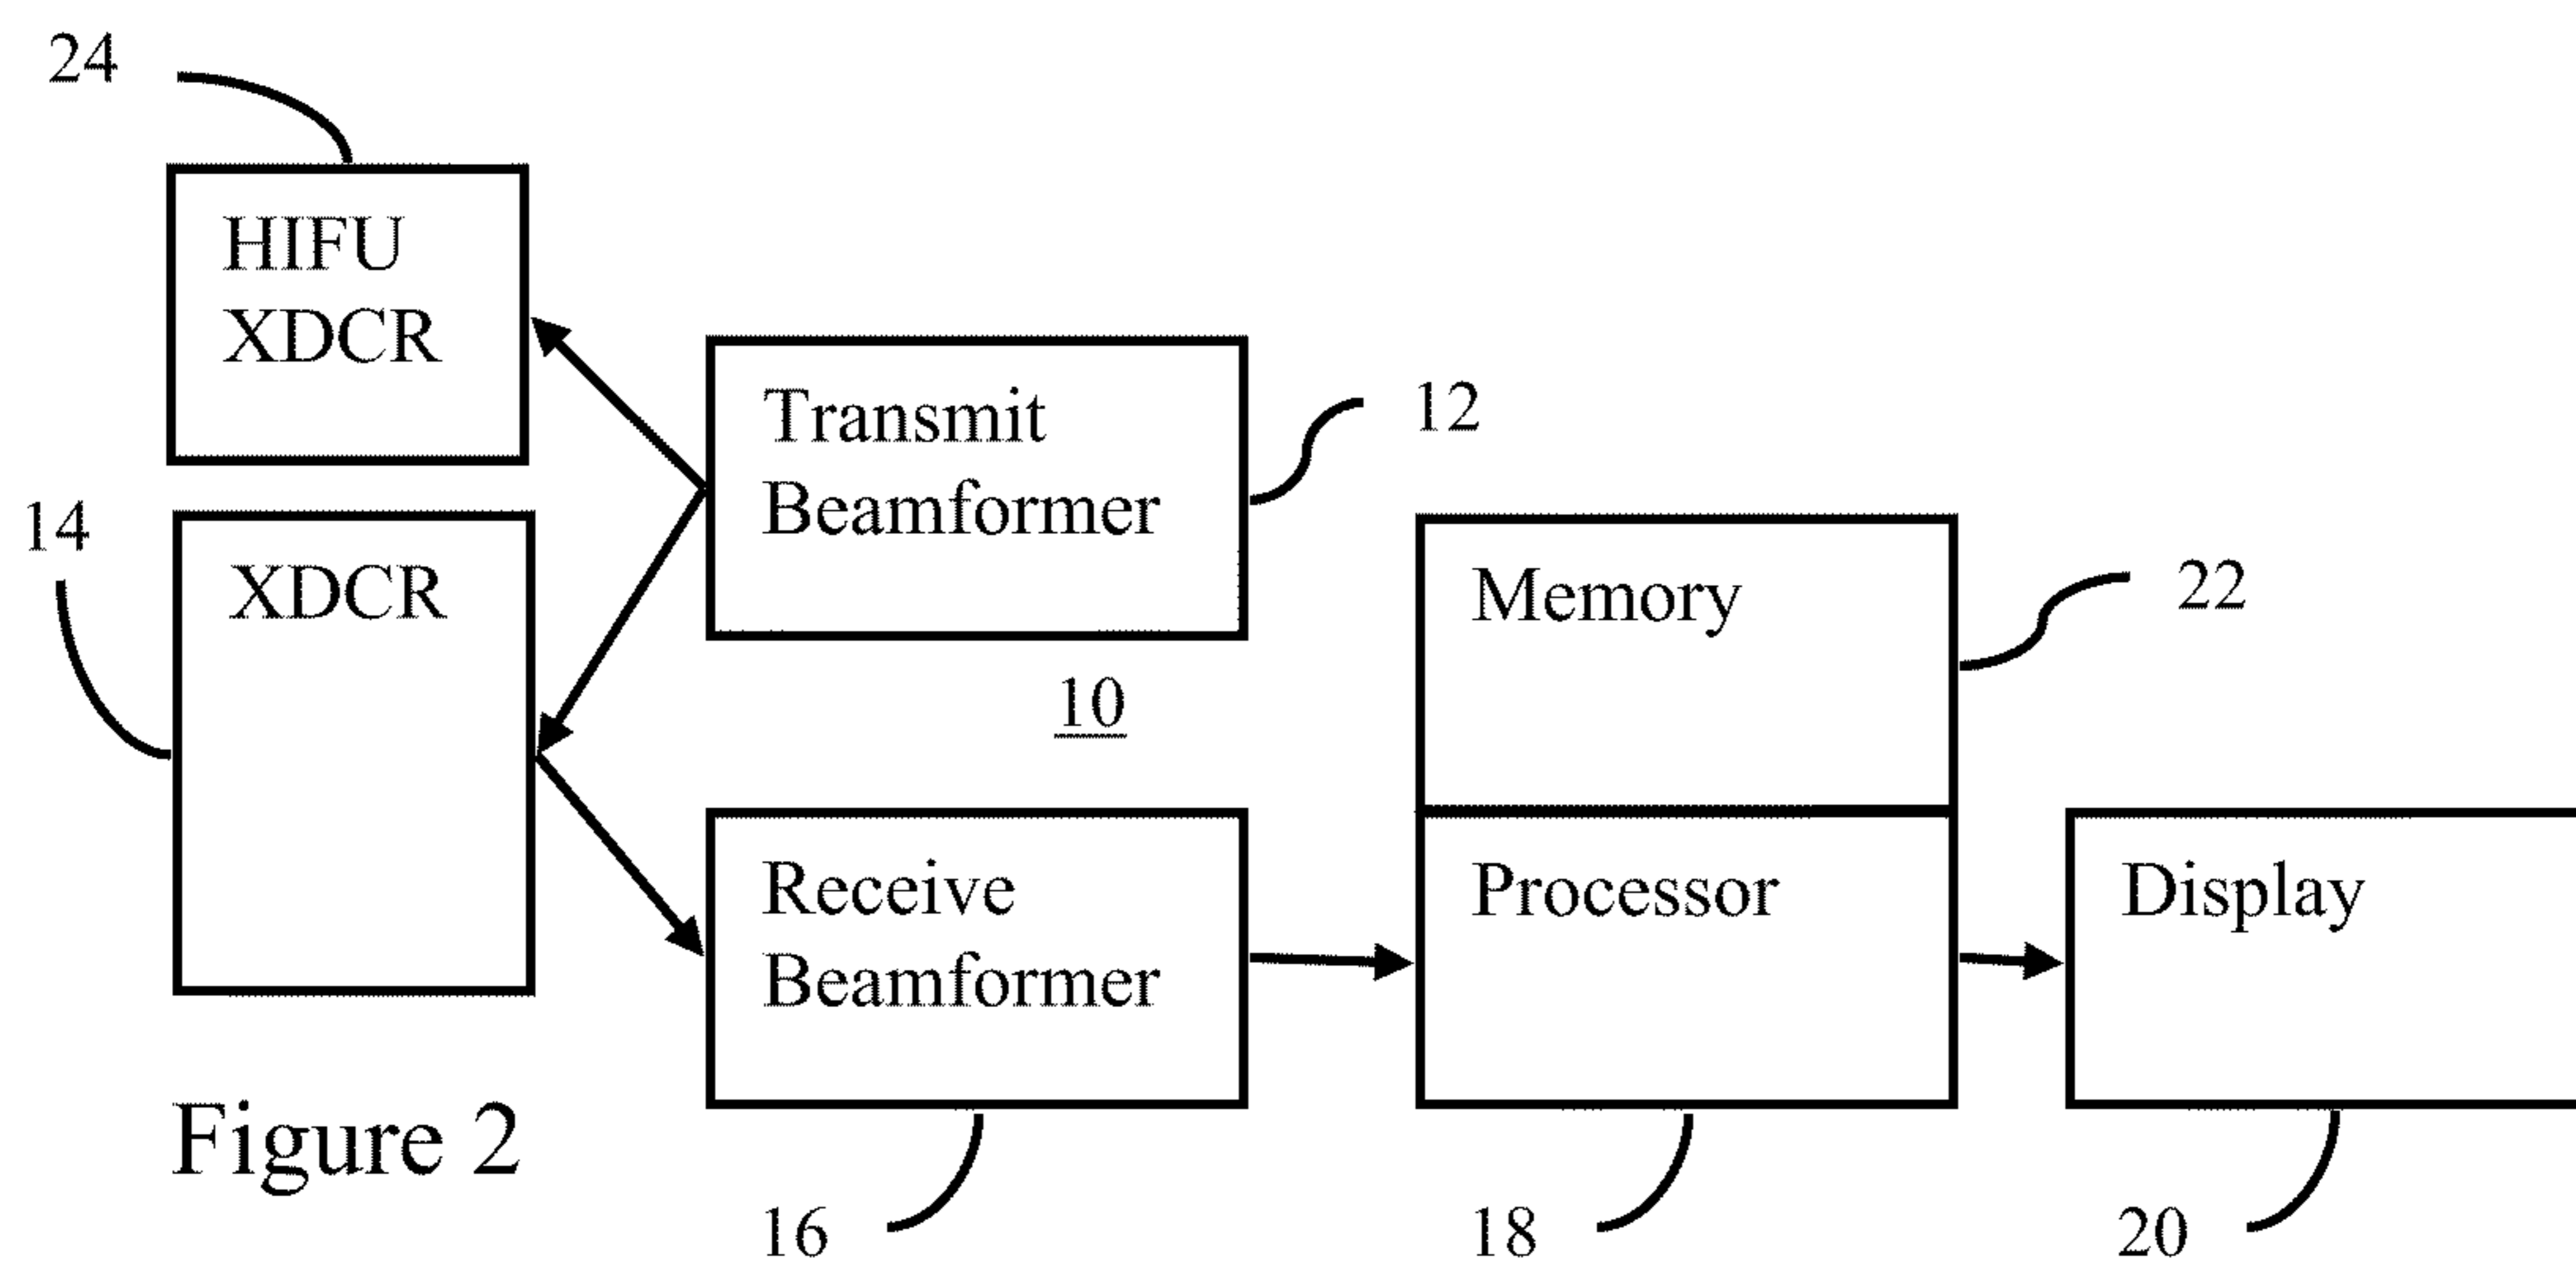 24
HIFU
XDCR
Transmit
Beamformer
12
14
XDCR
Memory
22
10
Receive
Beamformer
Processor
Display
Figure 2
16
18
20